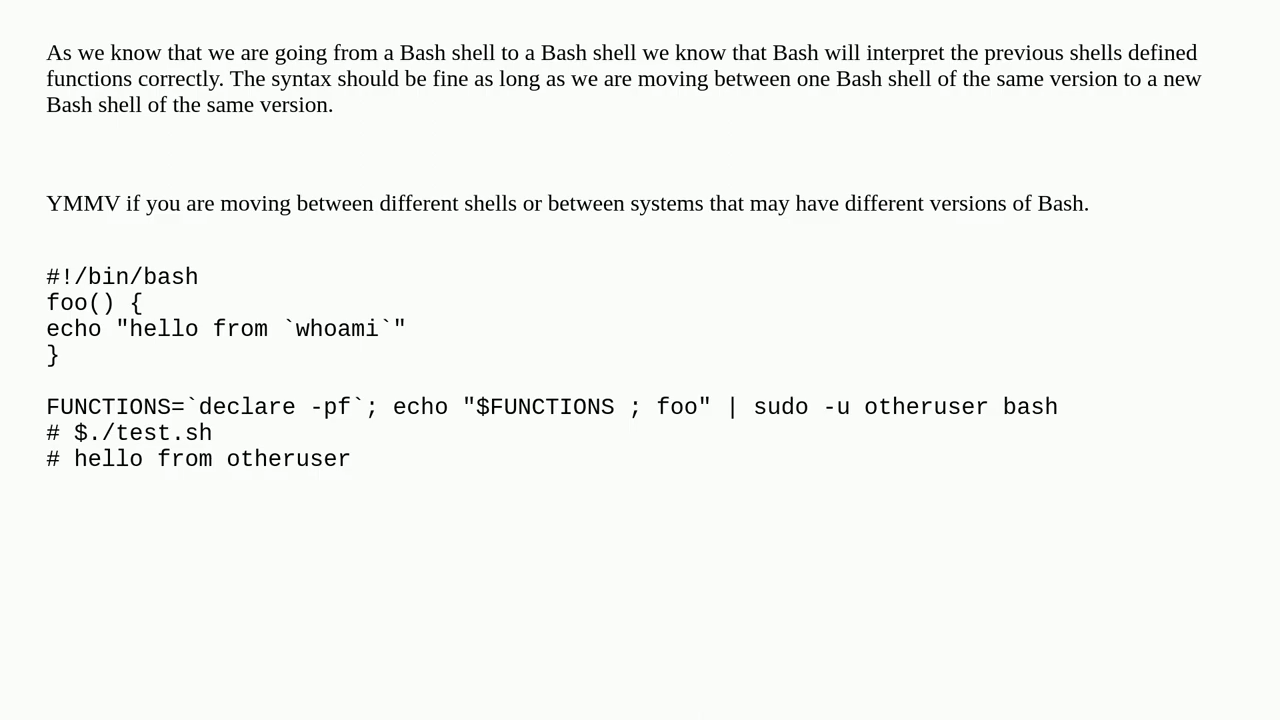 As we know that we are going from a Bash shell to a Bash shell we know that Bash will interpret the previous shells defined
functions correctly. The syntax should be fine as long as we are moving between one Bash shell of the same version to a new
Bash shell of the same version.
YMMV if you are moving between different shells or between systems that may have different versions of Bash.
#!/bin/bash
foo() {
echo "hello from `whoami`"
}
FUNCTIONS=`declare -pf`; echo "$FUNCTIONS ; foo" | sudo -u otheruser bash
# $./test.sh
# hello from otheruser